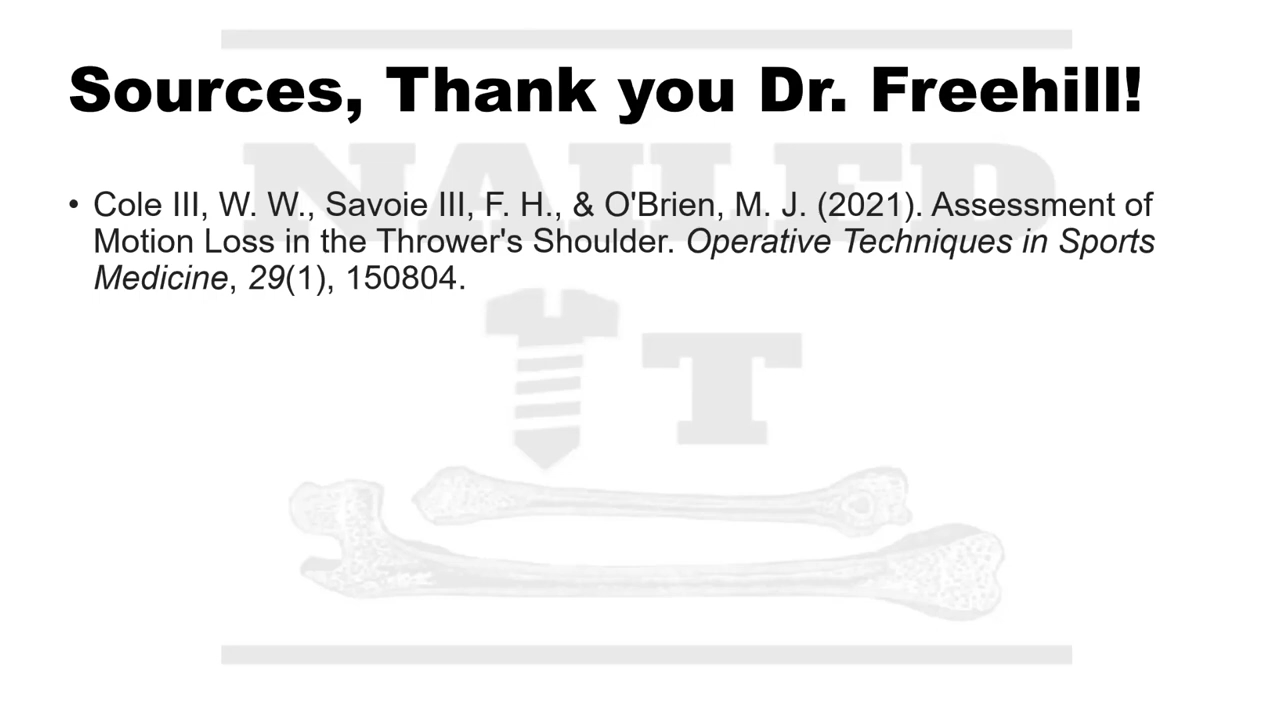 Sources, Thank you Dr. Freehill!
NAILED
• Cole III, W. W., Savoie III, F. H., & O'Brien, M. J. (2021). Assessment of
Motion Loss in the Thrower's Shoulder. Operative Techniques in Sports
Medicine, 29(1), 150804.
T